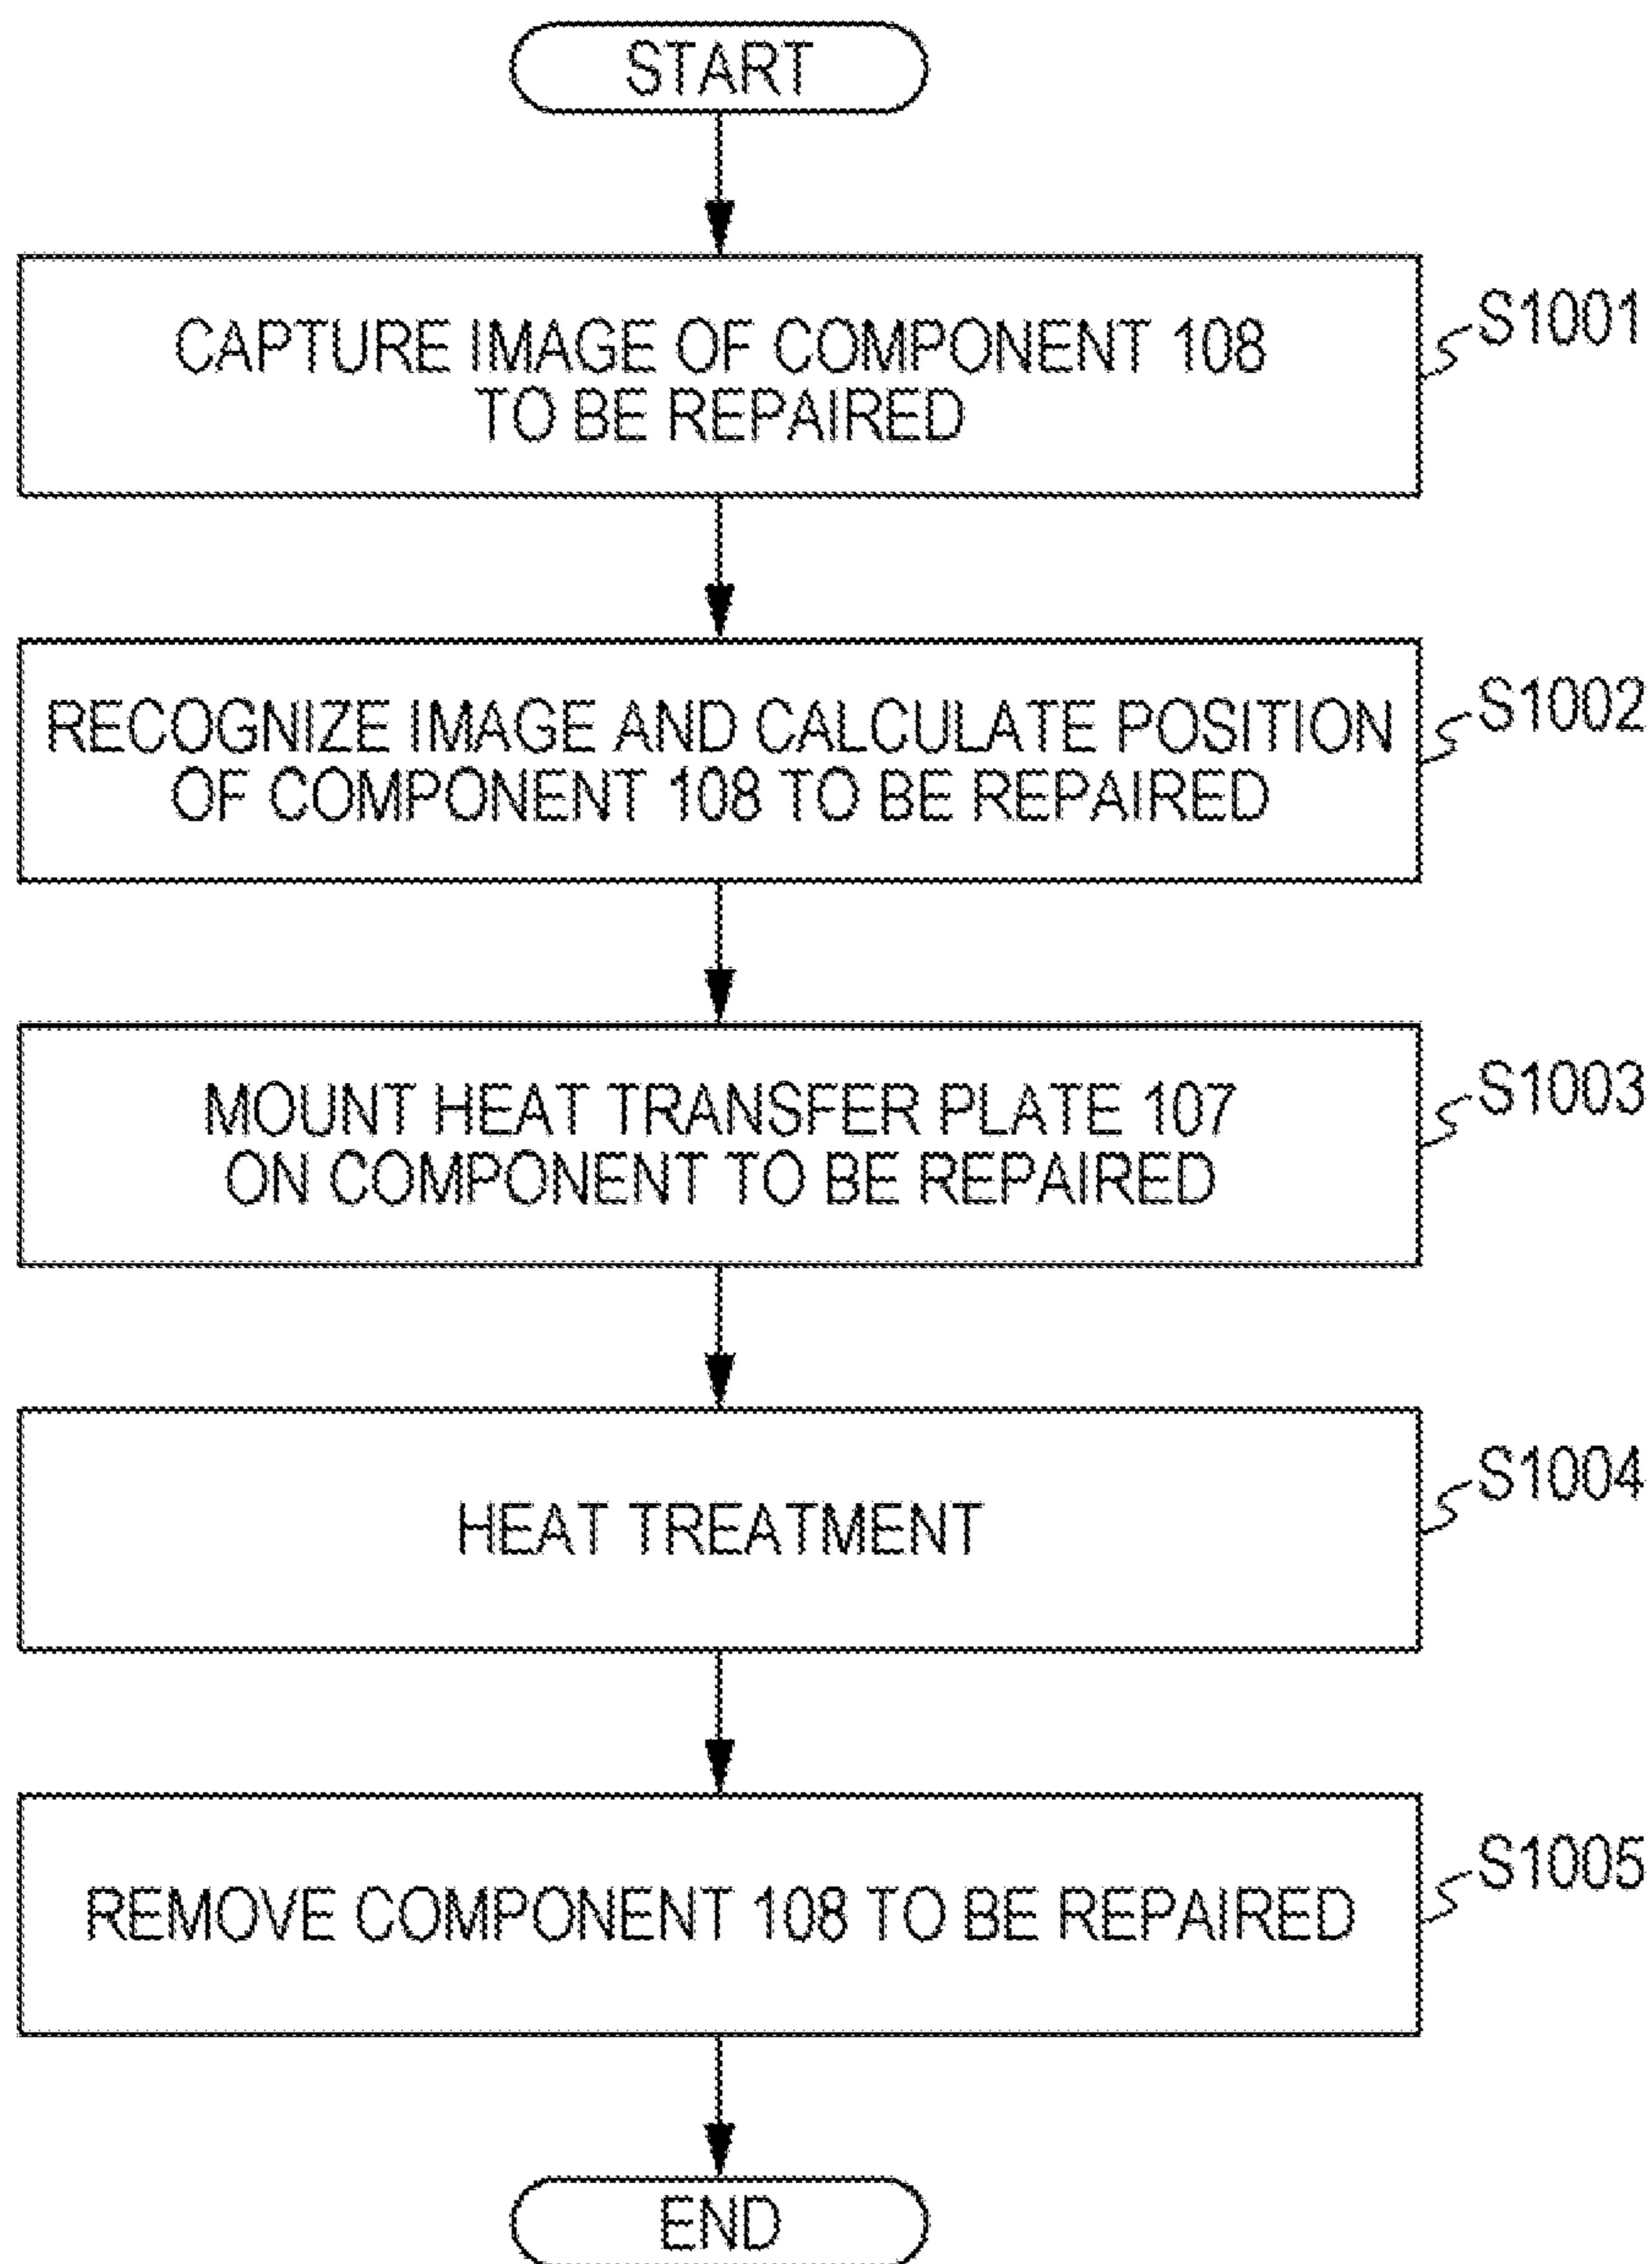 START
CAPTURE IMAGE OF COMPONENT 108
TO BE REPAIRED
S1001
RECOGNIZE IMAGE AND CALCULATE POSITION
OF COMPONENT 108 TO BE REPAIRED
S1002
MOUNT HEAT TRANSFER PLATE 107
ON COMPONENT TO BE REPAIRED
S1003
HEAT TREATMENT
S1004
REMOVE COMPONENT 108 TO BE REPAIRED
S1005
END